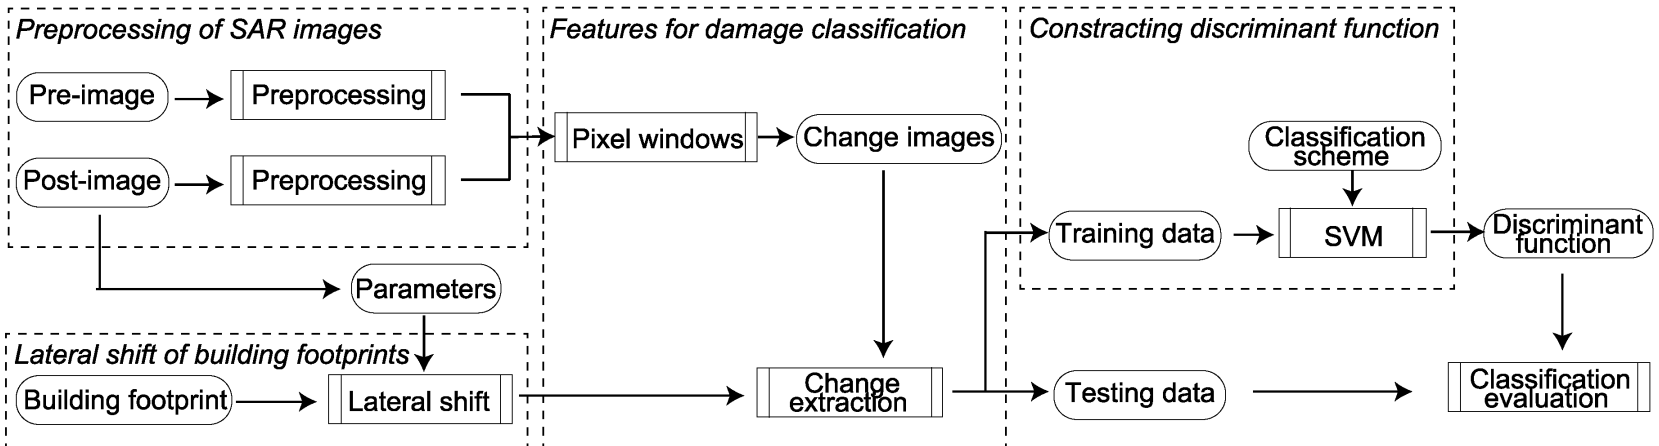 Preprocessing of SAR images
Pre-image
Preprocessing
Post-image
Preprocessing
Parameters
Lateral shift of building footprints
Building footprint
Lateral shift
Features for damage classification
Pixel windows
Change images
Change
extraction
Constracting discriminant function
Classification
scheme
Training data
SVM
Discriminant
function
Testing data
Classification
evaluation